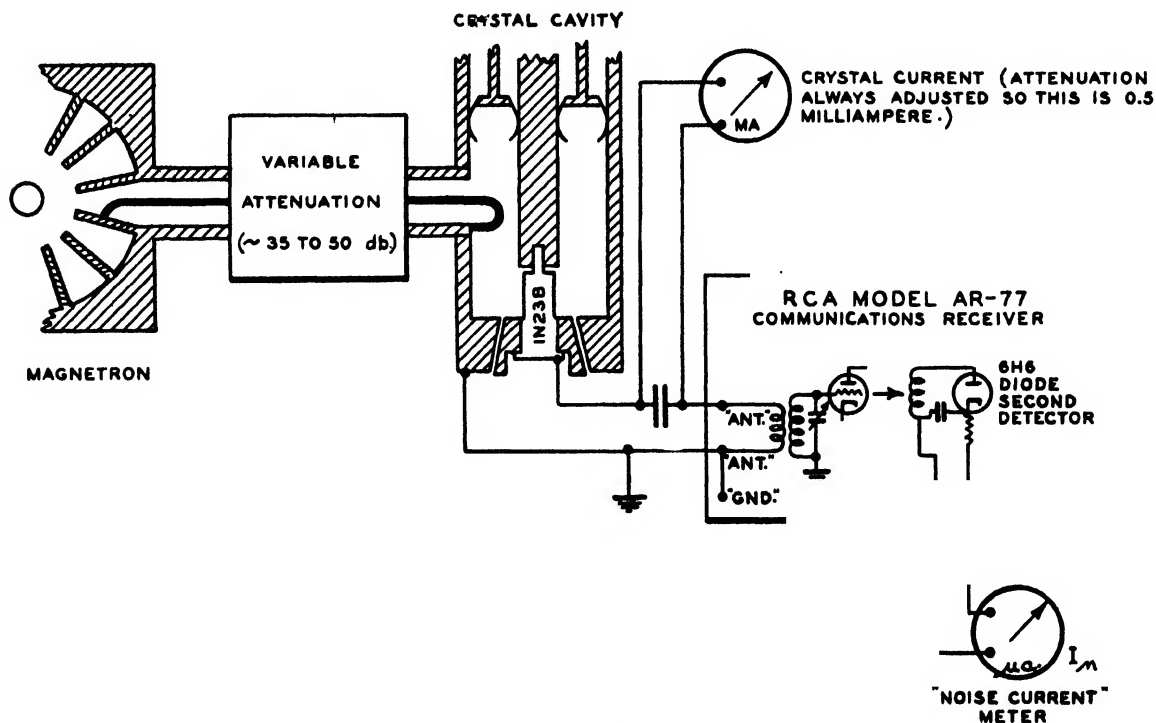 CRYSTAL CAVITY
CRYSTAL CURRENT (ATTENUATION
ALWAYS ADJUSTED SO THIS IS 0.5
MILLIAMPERE.)
MA
VARIABLE
ATTENUATION
(~ 35 TO 50 db.)
1N23B
MAGNETRON
RCA MODEL AR-77
COMMUNICATIONS RECEIVER
6H6
DIODE
SECOND
DETECTOR
"ANT."
"ANT."
"GND."
μa. In
"NOISE CURRENT"
METER